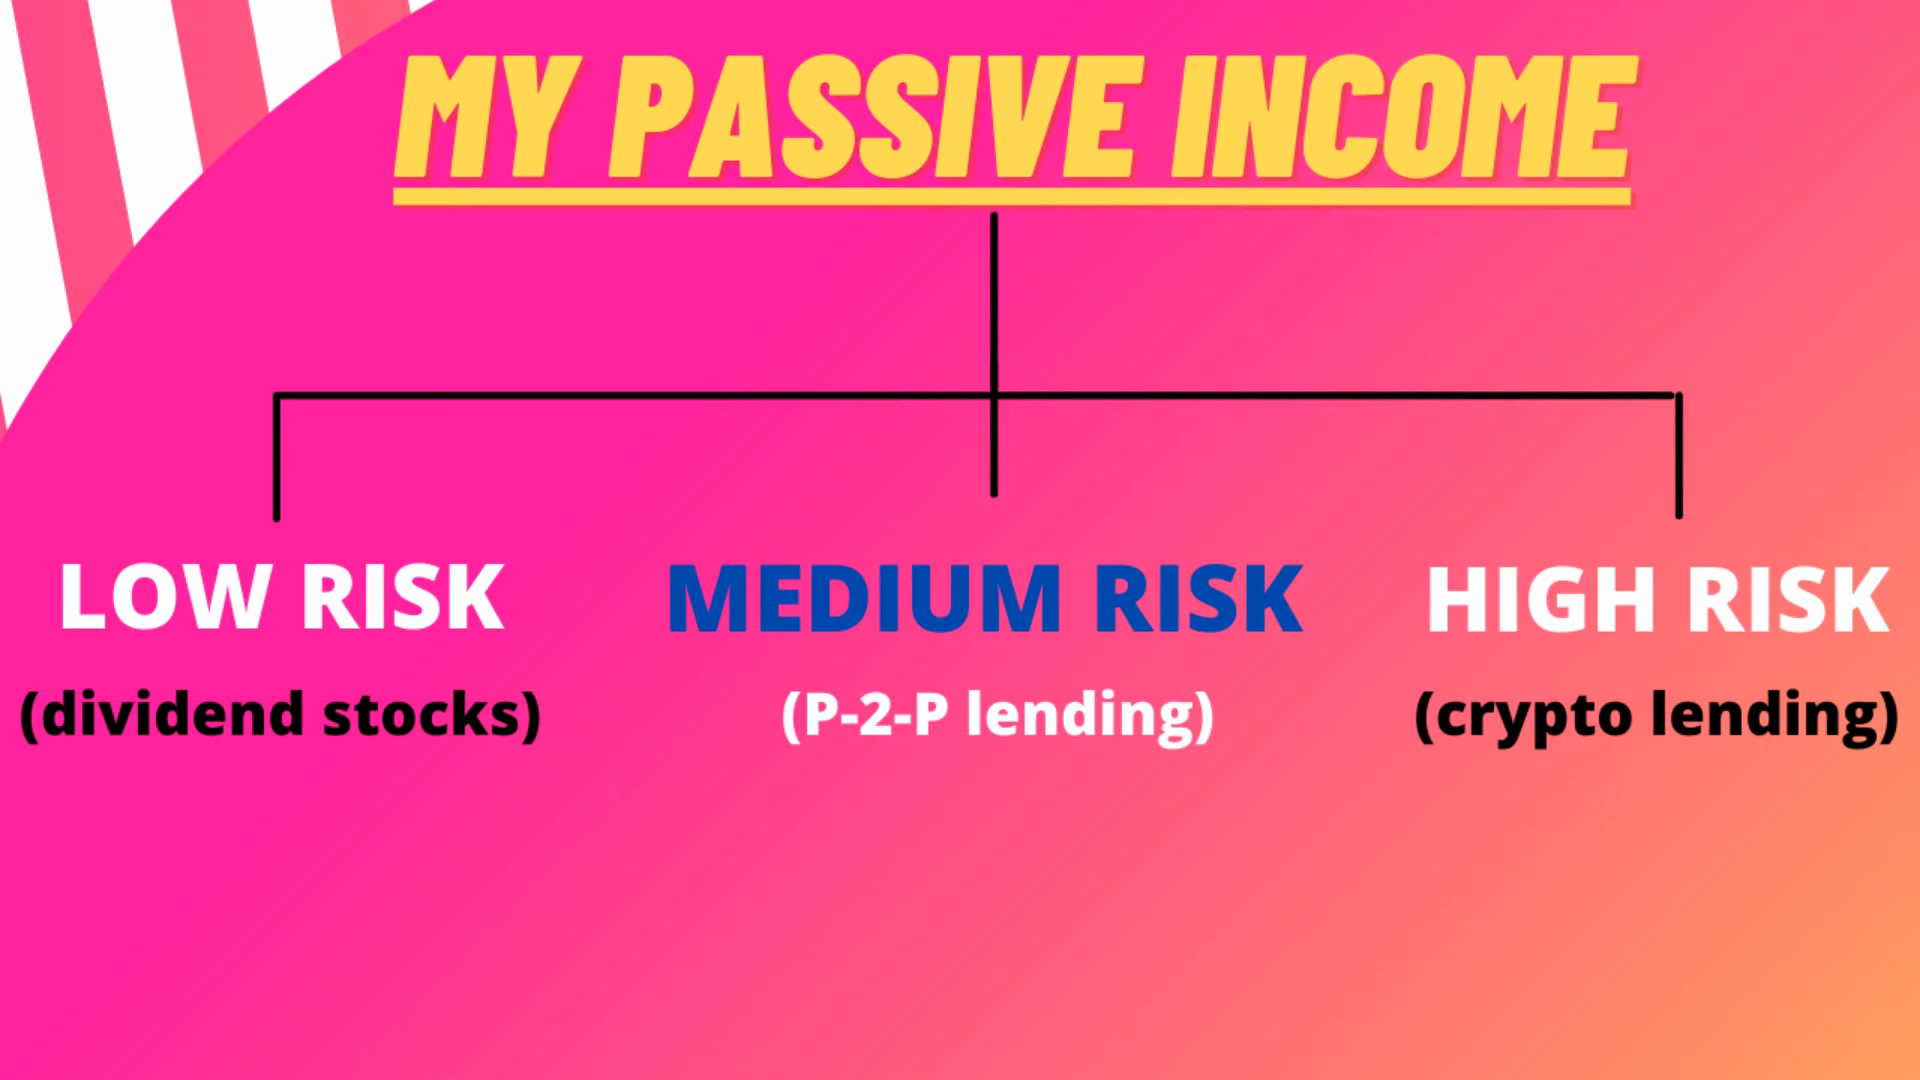 MY PASSIVE INCOME
LOW RISK
(dividend stocks)
MEDIUM RISK
(P-2-P lending)
HIGH RISK
(crypto lending)